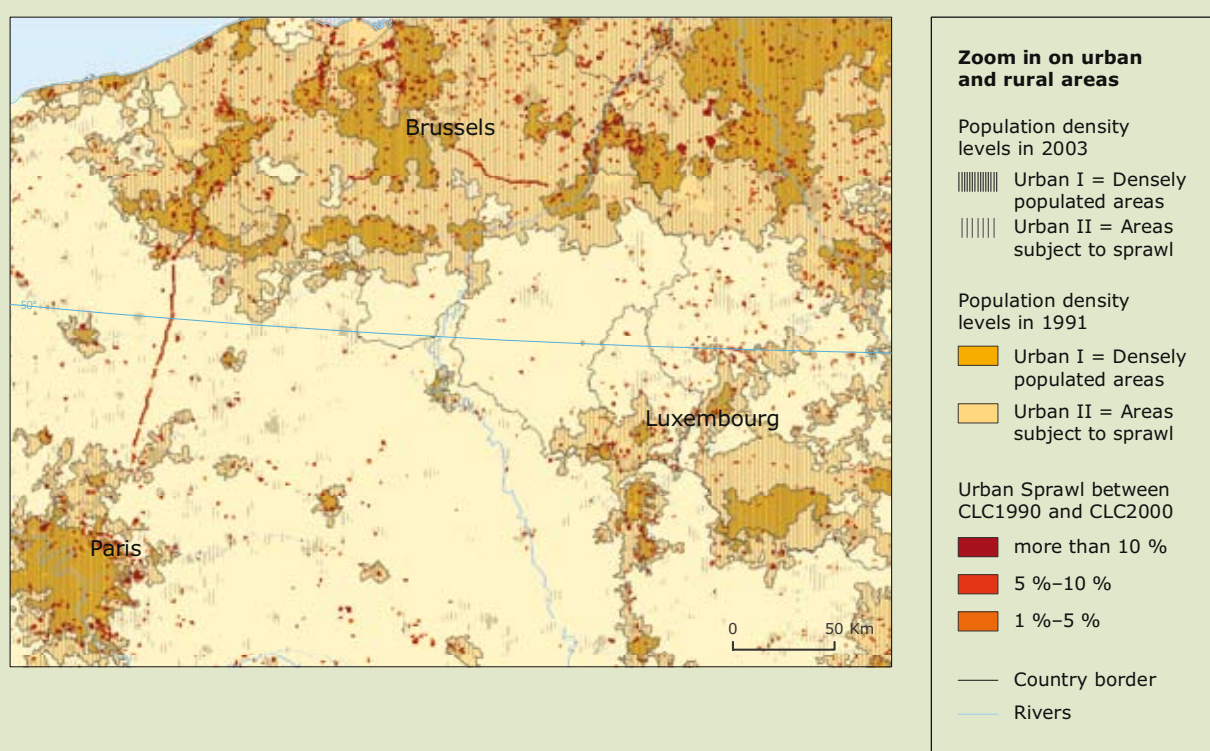 Brussels
50°
Luxembourg
Paris
0 50 Km
Zoom in on urban
and rural areas
Population density
levels in 2003
Urban I = Densely
populated areas
Urban II = Areas
subject to sprawl
Population density
levels in 1991
Urban I = Densely
populated areas
Urban II = Areas
subject to sprawl
Urban Sprawl between
CLC1990 and CLC2000
more than 10 %
5 %–10 %
1 %–5 %
Country border
Rivers